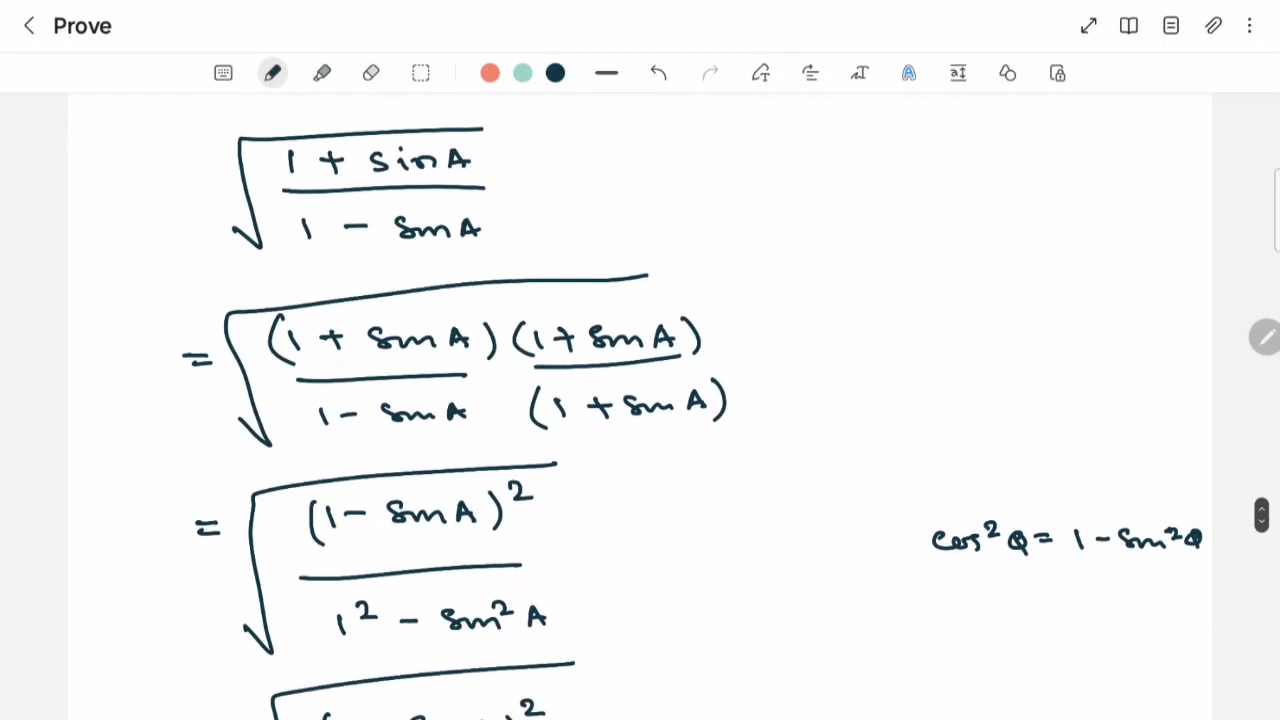 Prove
√((1 + sinA) / (1 - sinA))
= √((1 + sinA)(1 + sinA) / 1 - sinA (1 + sinA))
= √((1 - sinA)² / (1² - sin²A))
cos²θ = 1 - sin²θ
2